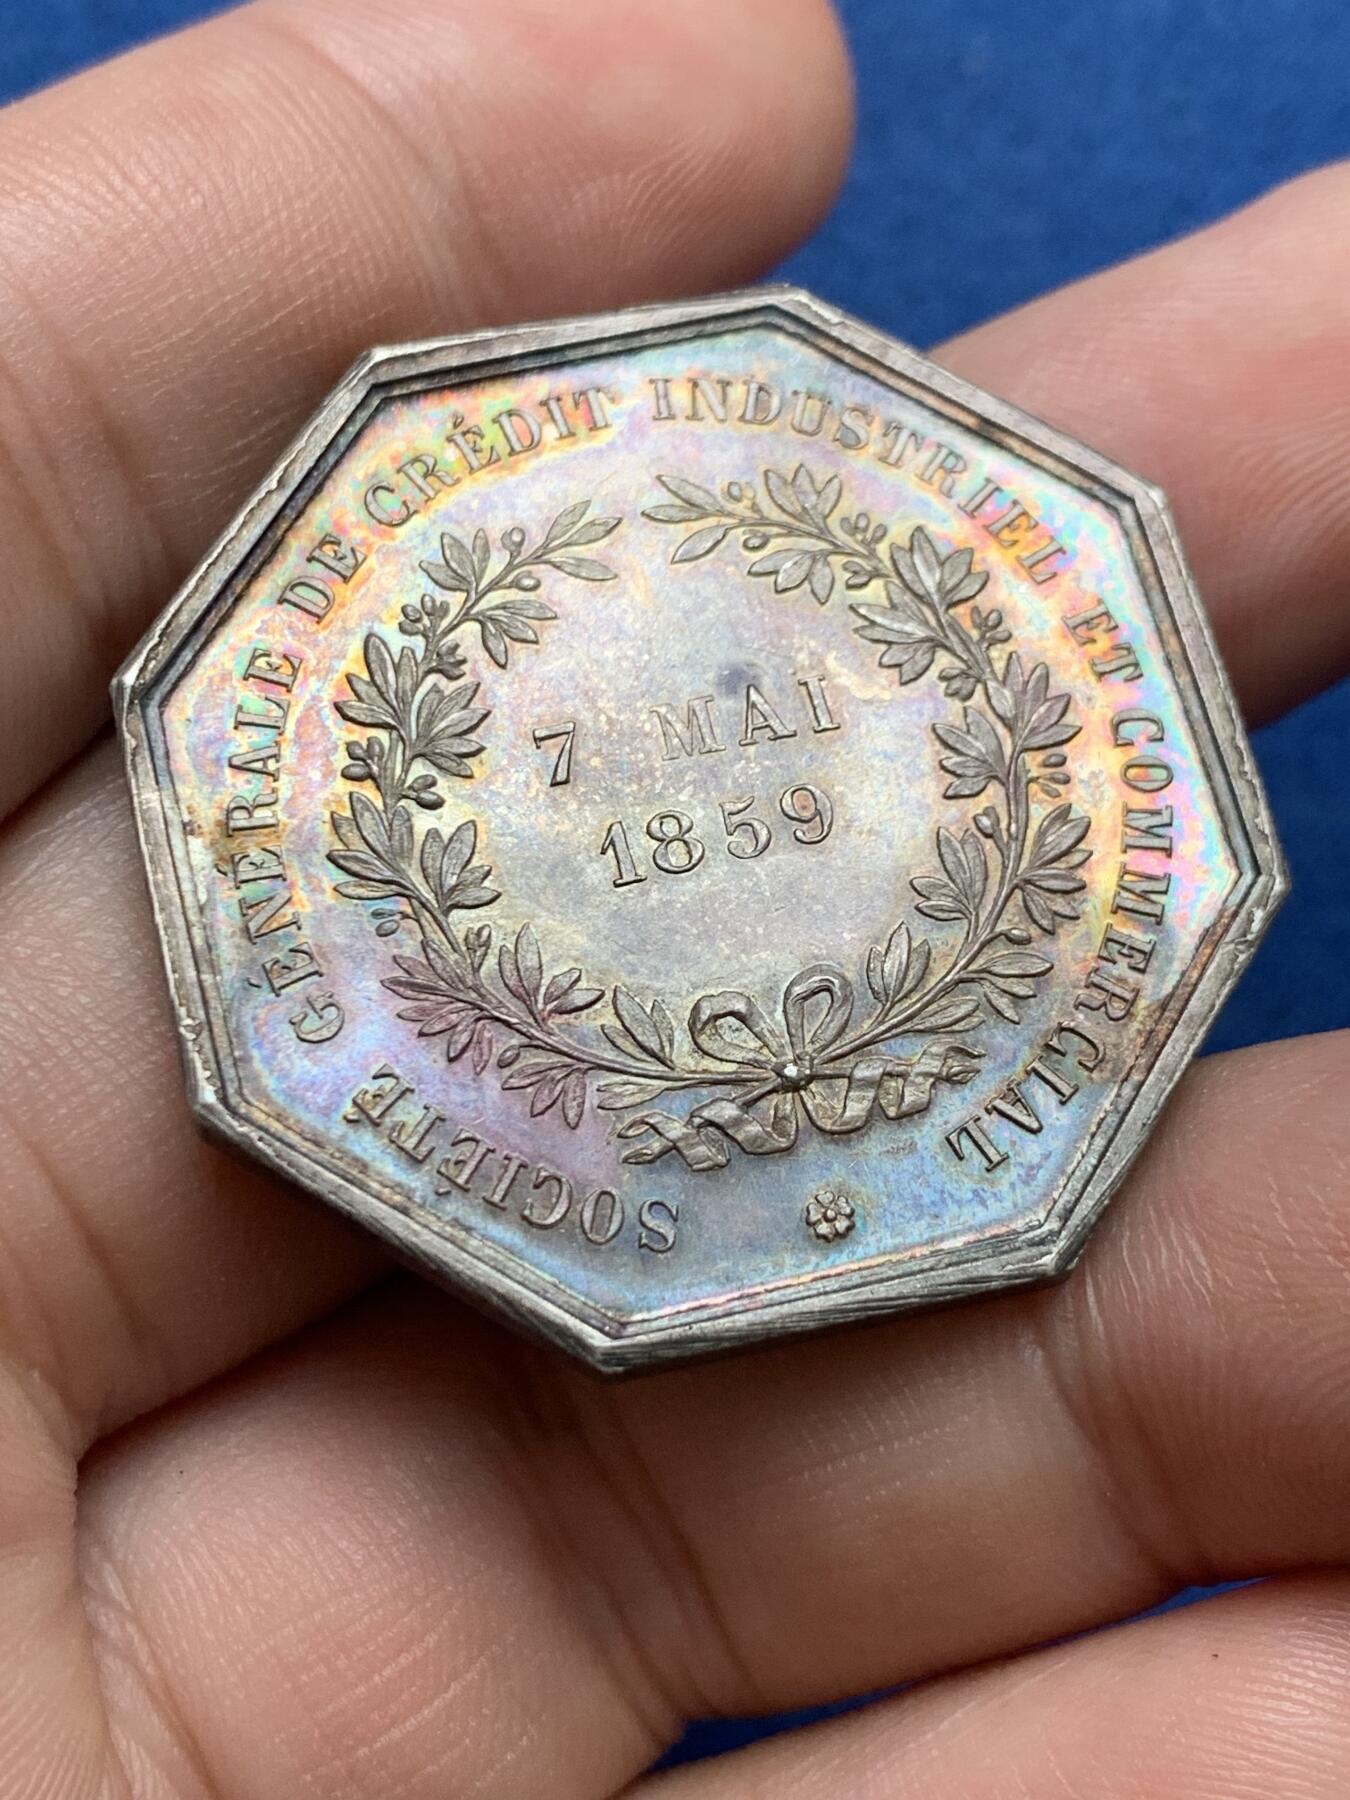 SOCIÉTÉ GÉNÉRALE DE CRÉDIT INDUSTRIEL ET COMMERCIAL
7 MAI
1859